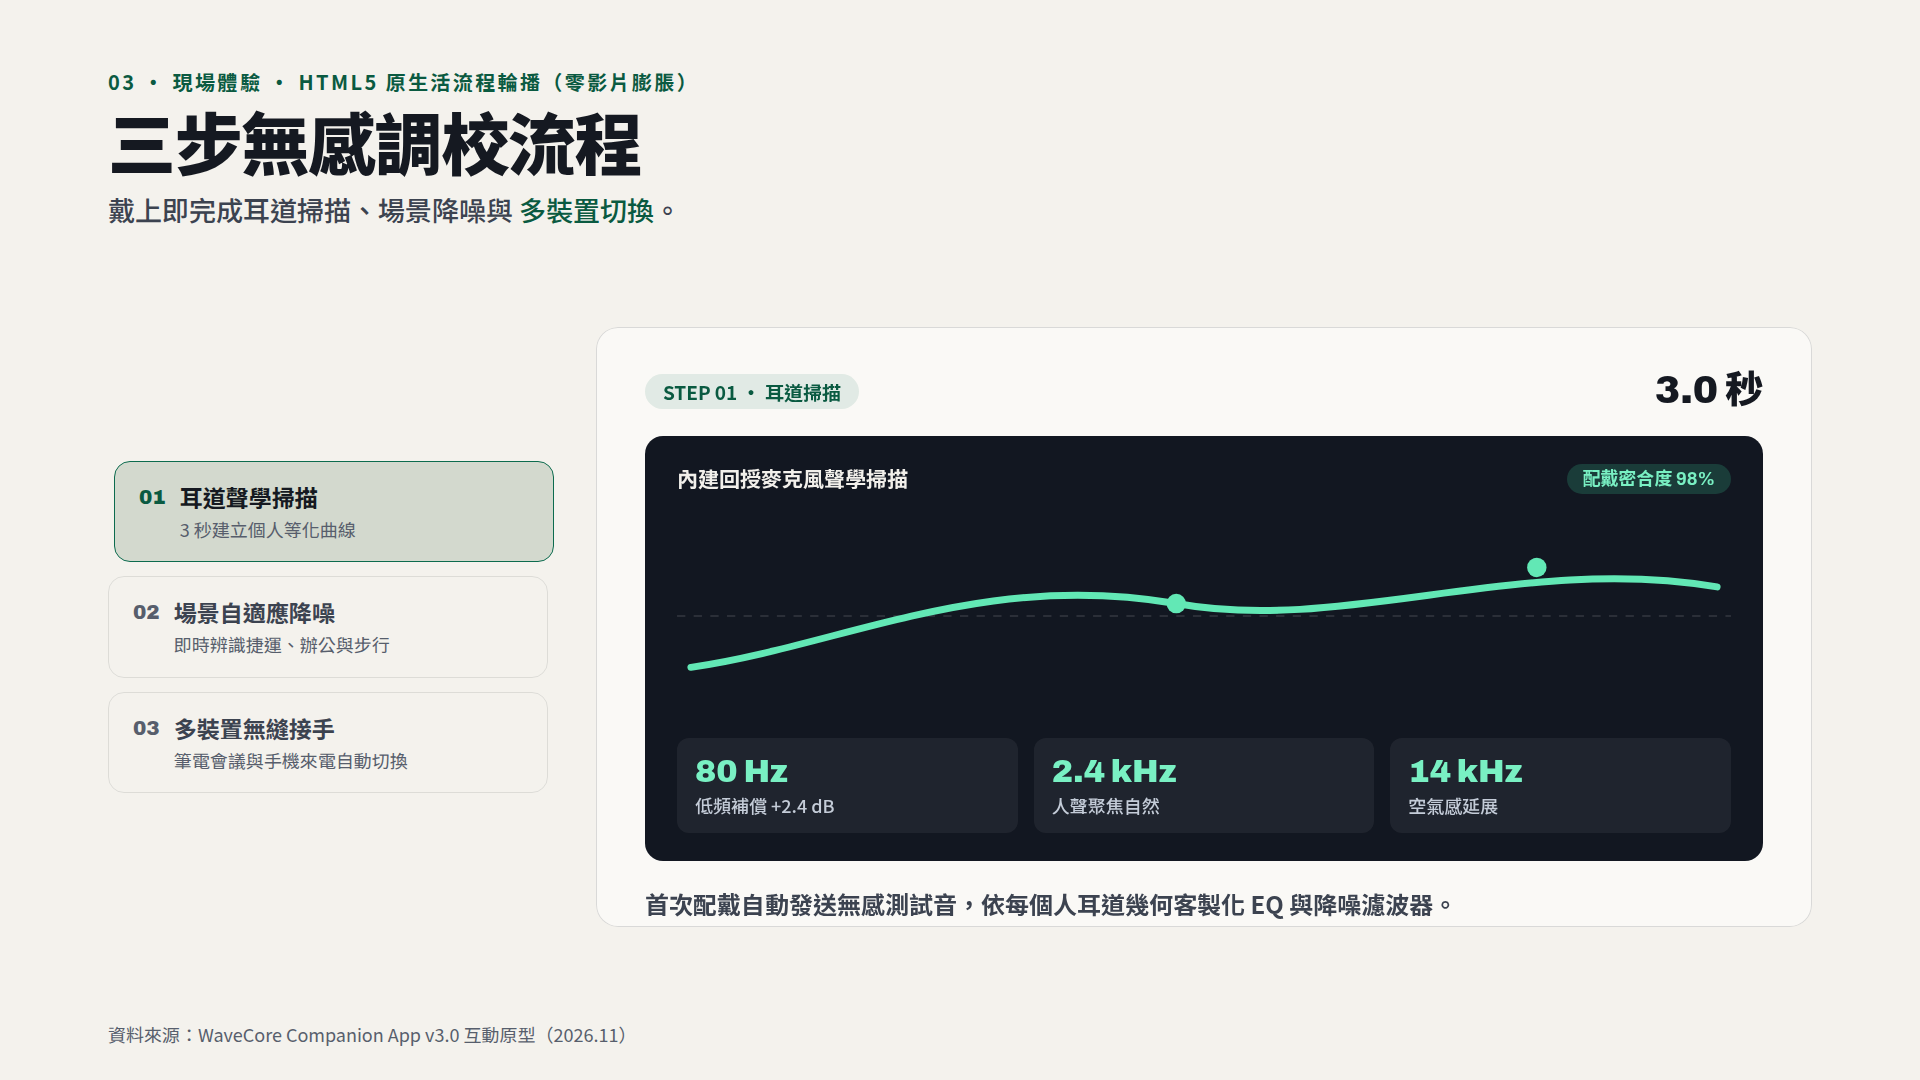 03 • 現場體驗 • HTML5 原生活流程輪播（零影片膨脹）
三步無感調校流程
戴上即完成耳道掃描、場景降噪與 多裝置切換。
01 耳道聲學掃描
3 秒建立個人等化曲線
02 場景自適應降噪
即時辨識捷運、辦公與步行
03 多裝置無縫接手
筆電會議與手機來電自動切換
STEP 01 • 耳道掃描
3.0 秒
內建回授麥克風聲學掃描
配戴密合度 98%
80 Hz
低頻補償 +2.4 dB
2.4 kHz
人聲聚焦自然
14 kHz
空氣感延展
首次配戴自動發送無感測試音，依每個人耳道幾何客製化 EQ 與降噪濾波器。
資料來源：WaveCore Companion App v3.0 互動原型（2026.11）